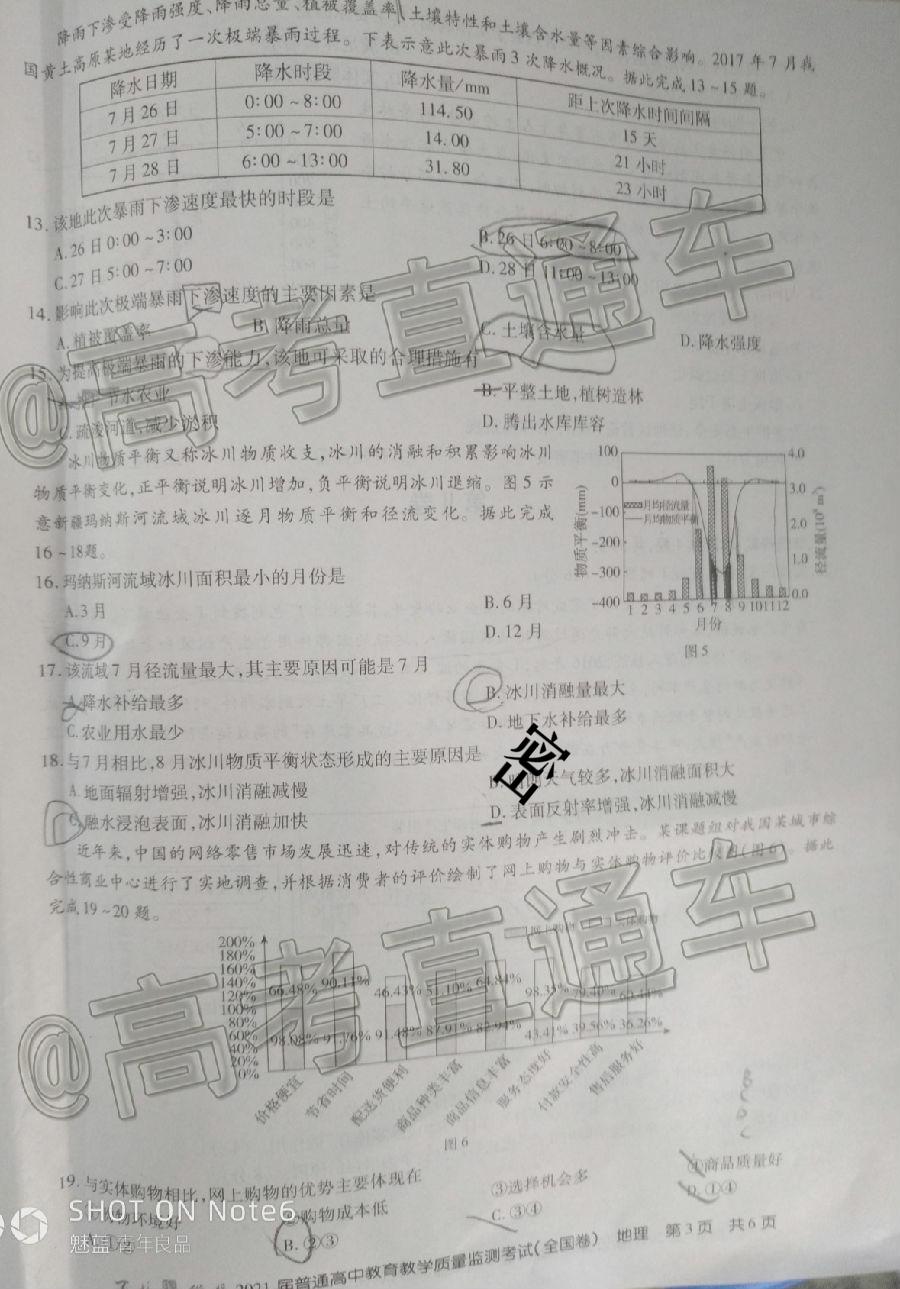 降雨下渗受降雨强度、降雨总量、植被覆盖率、土壤特性和土壤含水量等因素综合影响。2017年7月我
国黄土高原某地经历了一次极端暴雨过程。下表示意此次暴雨3次降水概况。据此完成13~15题。
降水日期 降水时段 降水量/mm 距上次降水时间间隔
7月26日 0:00~8:00 114.50 15天
7月27日 5:00~7:00 14.00 21小时
7月28日 6:00~13:00 31.80 23小时
13.该地此次暴雨下渗速度最快的时段是
A.26日0:00~3:00 B.26日6:00~8:00
C.27日5:00~7:00 D.28日11:00~13:00
14.影响此次极端暴雨下渗速度的主要因素是
A.植被覆盖率 B.降雨总量 C.土壤含水量 D.降水强度
15.为提高极端暴雨的下渗能力,该地可采取的合理措施有
节水农业 B.平整土地,植树造林
C.疏浚河道,减少淤积 D.腾出水库库容
冰川物质平衡又称冰川物质收支,冰川的消融和积累影响冰川
物质平衡变化,正平衡说明冰川增加,负平衡说明冰川退缩。图5示
意新疆玛纳斯河流域冰川逐月物质平衡和径流变化。据此完成
16~18题。
物质平衡(mm)
100
0
-100
-200
-300
-400
月均径流量
月均物质平衡
4.0
3.0
2.0
1.0
0.0
1 2 3 4 5 6 7 8 9 10 11 12
月份
图5
16.玛纳斯河流域冰川面积最小的月份是
A.3月 B.6月
C.9月 D.12月
17.该流域7月径流量最大,其主要原因可能是7月
A.降水补给最多 B.冰川消融量最大
C.农业用水最少 D.地下水补给最多
18.与7月相比,8月冰川物质平衡状态形成的主要原因是
A.地面辐射增强,冰川消融减慢 天气较多,冰川消融面积大
C.融水浸泡表面,冰川消融加快 D.表面反射率增强,冰川消融减慢
密
近年来,中国的网络零售市场发展迅速,对传统的实体购物产生剧烈冲击。某课题组对我国某城市综
合性商业中心进行了实地调查,并根据消费者的评价绘制了网上购物与实体购物评价比较图(图6)。据此
完成19~20题。
网上购物 实体购物
200%
180%
160%
140%
120%
100%
80%
60%
40%
20%
0%
66.48% 90.11% 46.43% 51.10% 64.84% 98.35% 79.40%
98.08% 91.76% 91.48% 87.91% 82.94% 43.41% 39.56% 36.26%
价格便宜 节省时间 配送货便利 商品种类丰富 商品信息丰富 服务态度好 付款安全性高 售后服务好
图6
19.与实体购物相比,网上购物的优势主要体现在
购物环境好 购物成本低 ③选择机会多 ④商品质量好
B.②③ C.③④ D.①④
2021届普通高中教育教学质量监测考试(全国卷) 地理 第3页 共6页
@高考直通车
@高考直通车
SHOT ON Note6
魅蓝·青年良品